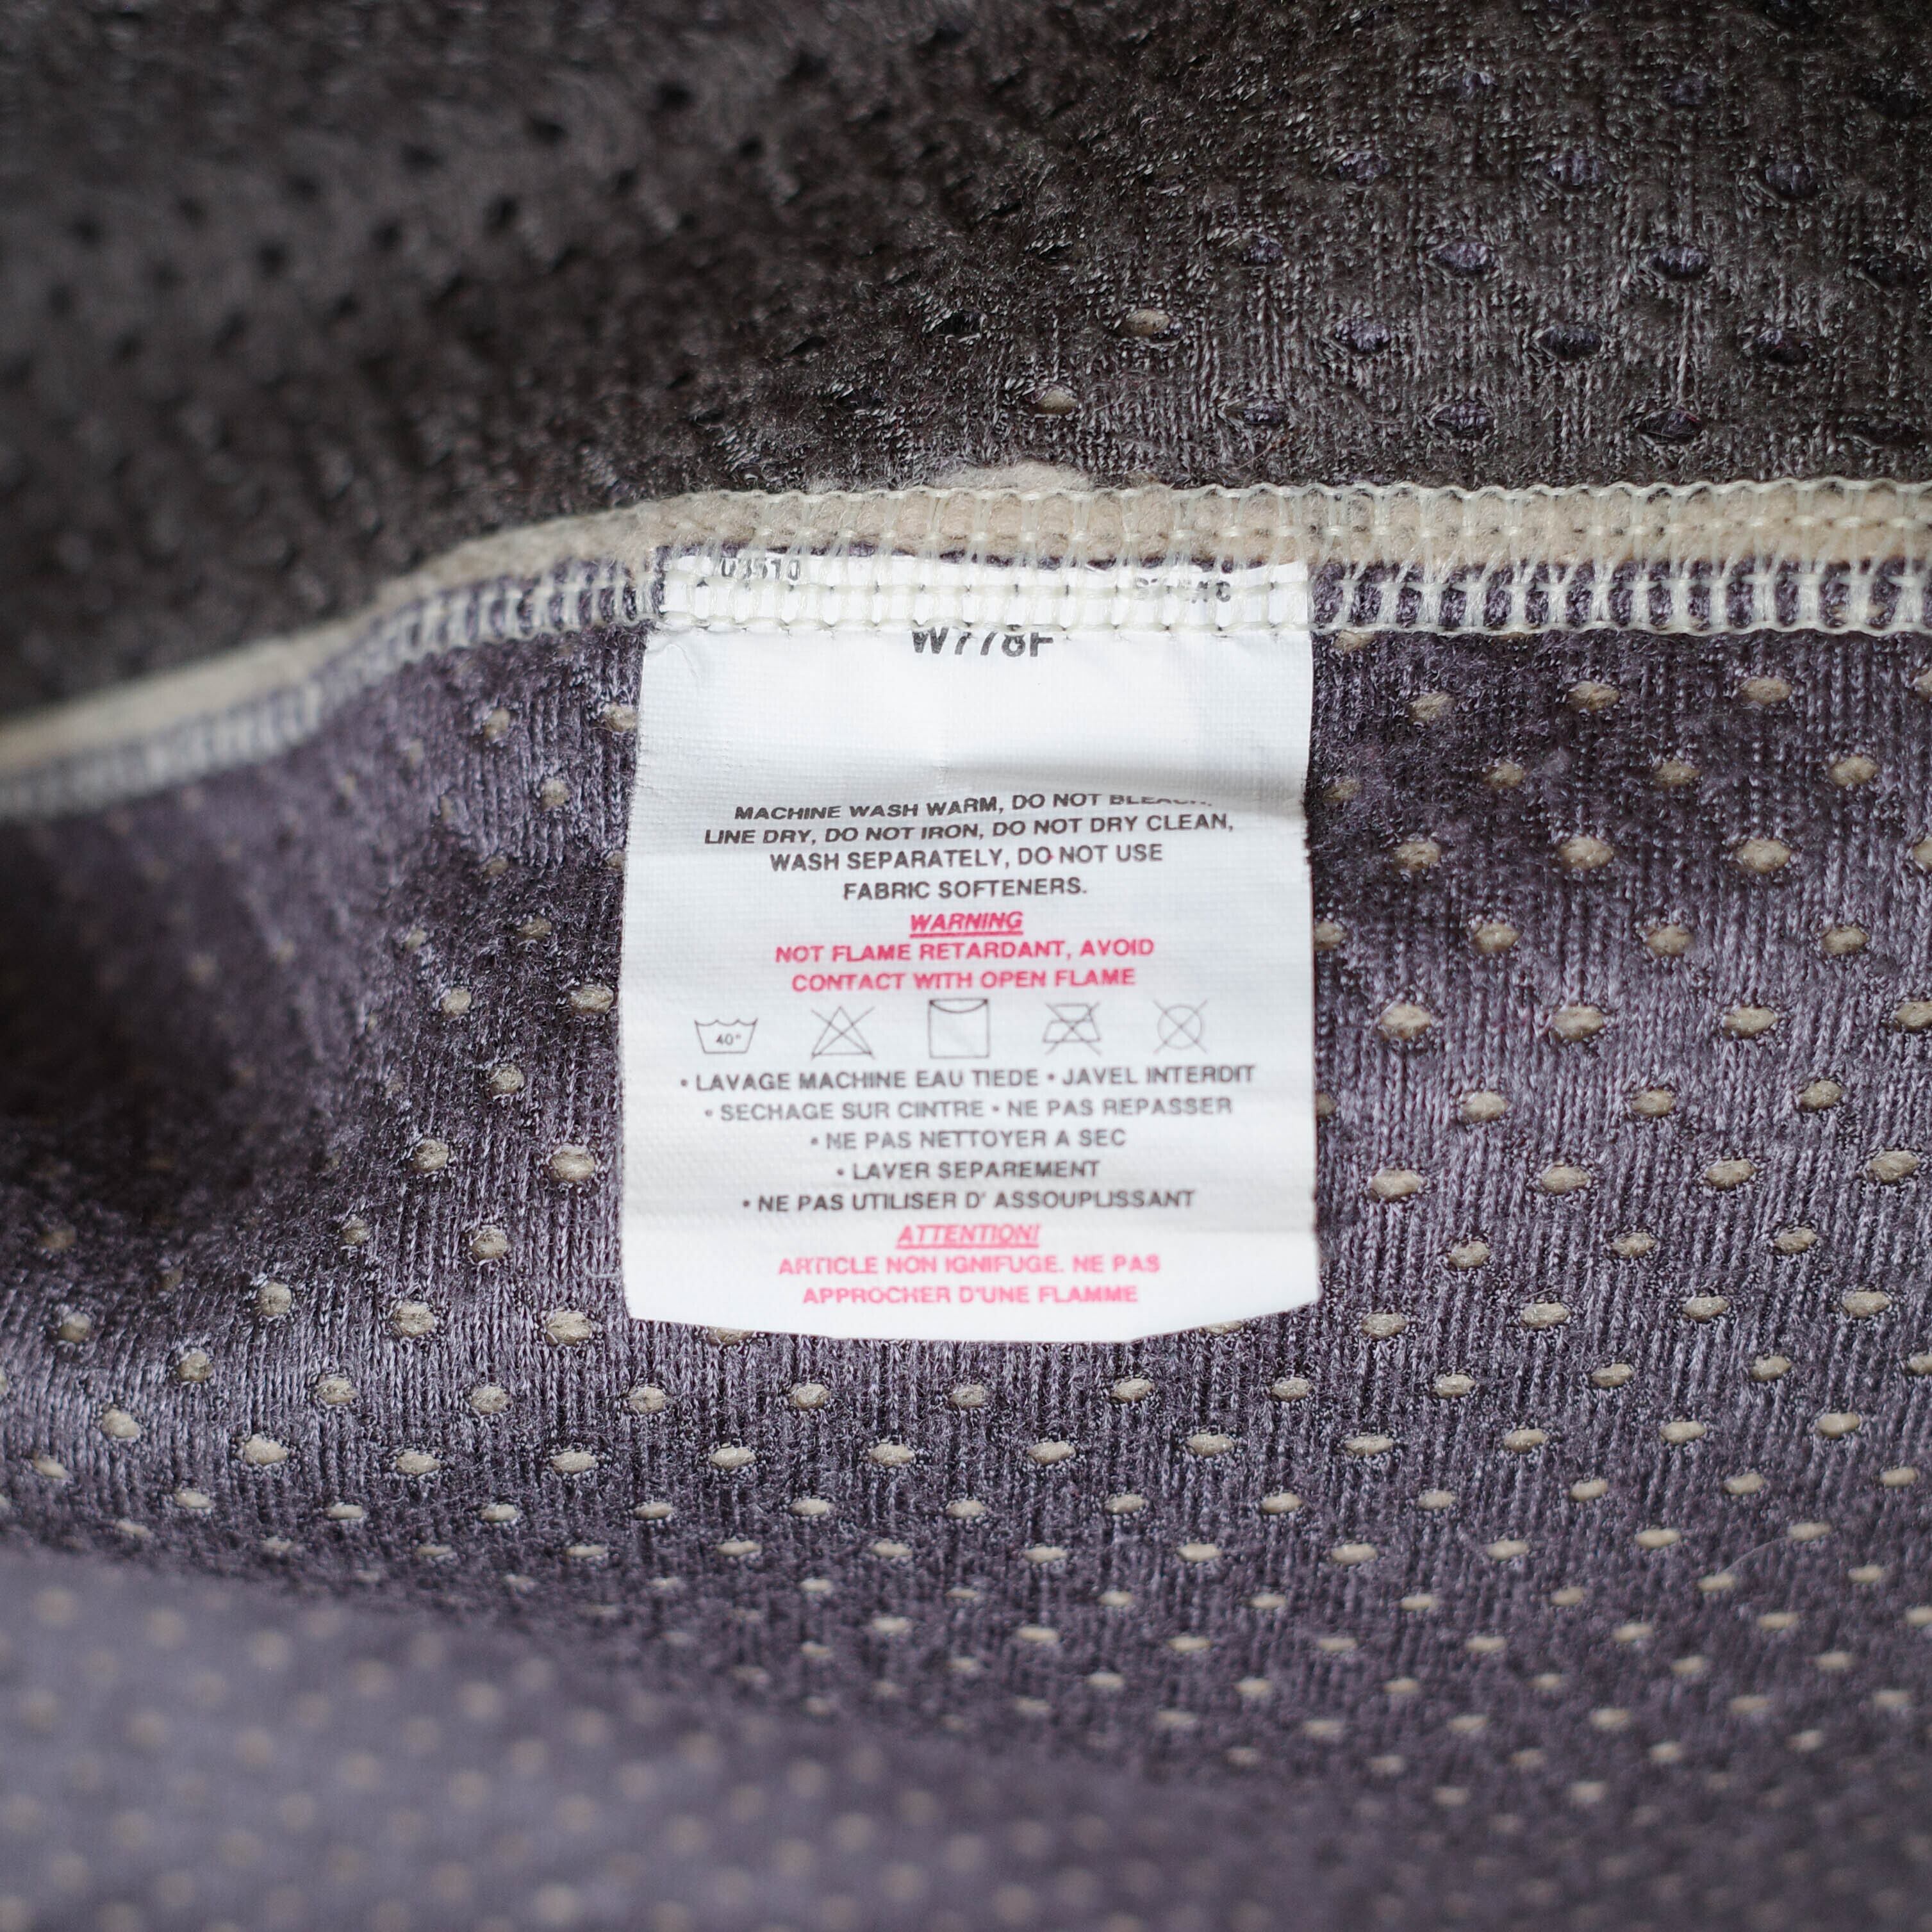 03510
W778F
MACHINE WASH WARM, DO NOT BLEACH,
LINE DRY, DO NOT IRON, DO NOT DRY CLEAN,
WASH SEPARATELY, DO NOT USE
FABRIC SOFTENERS.
WARNING
NOT FLAME RETARDANT, AVOID
CONTACT WITH OPEN FLAME
40°
• LAVAGE MACHINE EAU TIEDE • JAVEL INTERDIT
• SECHAGE SUR CINTRE • NE PAS REPASSER
• NE PAS NETTOYER A SEC
• LAVER SEPAREMENT
• NE PAS UTILISER D' ASSOUPLISSANT
ATTENTION!
ARTICLE NON IGNIFUGE. NE PAS
APPROCHER D'UNE FLAMME